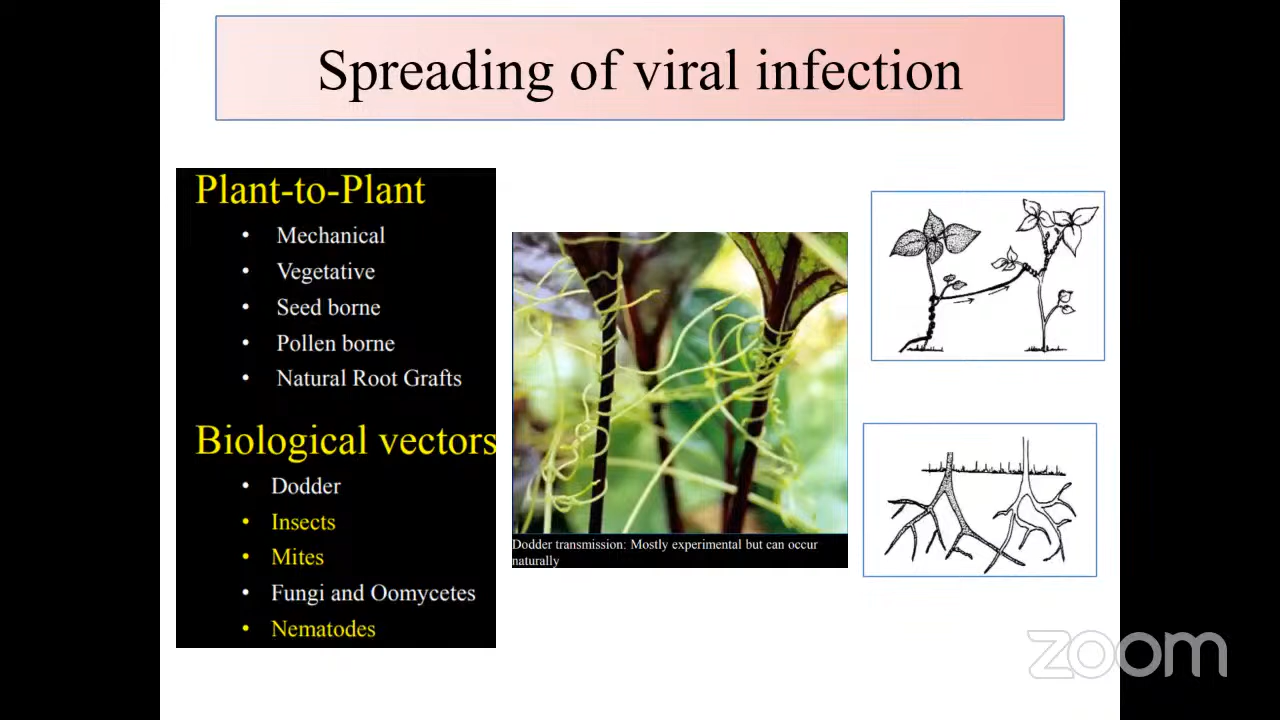 Spreading of viral infection
Plant-to-Plant
• Mechanical
• Vegetative
• Seed borne
• Pollen borne
• Natural Root Grafts
Biological vectors
• Dodder
• Insects
• Mites
• Fungi and Oomycetes
• Nematodes
Dodder transmission: Mostly experimental but can occur
naturally
zoom